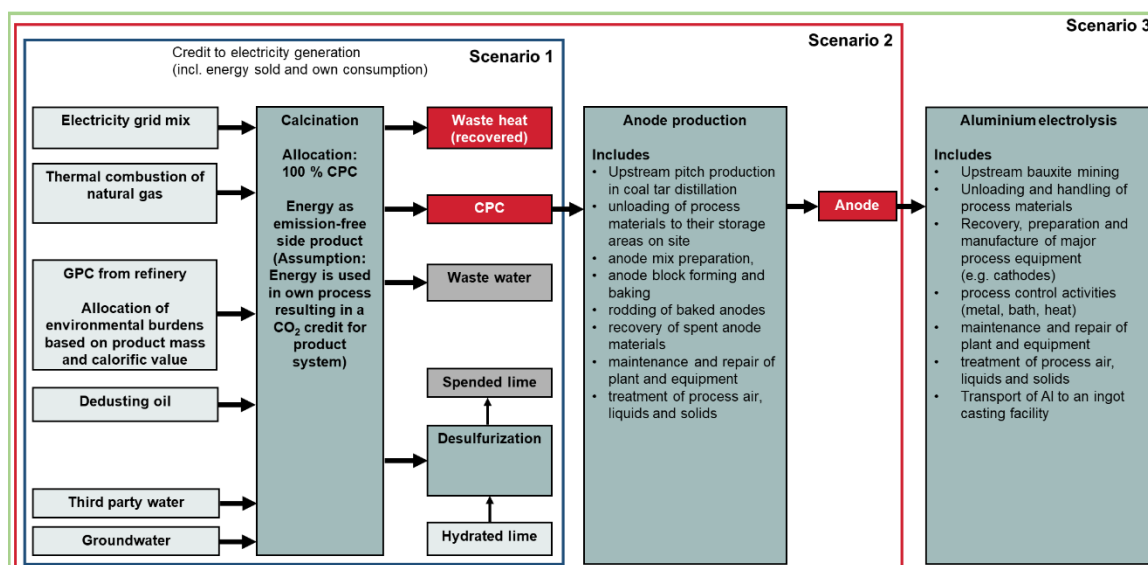 Scenario 3
Scenario 2
Scenario 1
Credit to electricity generation
(incl. energy sold and own consumption)
Electricity grid mix
Thermal combustion of
natural gas
GPC from refinery
Allocation of
environmental burdens
based on product mass
and calorific value
Dedusting oil
Third party water
Groundwater
Calcination
Allocation:
100 % CPC
Energy as
emission-free
side product
(Assumption:
Energy is used
in own process
resulting in a
CO₂ credit for
product
system)
Waste heat
(recovered)
CPC
Waste water
Spended lime
Desulfurization
Hydrated lime
Anode production
Includes
• Upstream pitch production
in coal tar distillation
• unloading of process
materials to their storage
areas on site
• anode mix preparation,
• anode block forming and
baking
• rodding of baked anodes
• recovery of spent anode
materials
• maintenance and repair of
plant and equipment
• treatment of process air,
liquids and solids
Anode
Aluminium electrolysis
Includes
• Upstream bauxite mining
• Unloading and handling of
process materials
• Recovery, preparation and
manufacture of major
process equipment
(e.g. cathodes)
• process control activities
(metal, bath, heat)
• maintenance and repair of
plant and equipment
• treatment of process air,
liquids and solids
• Transport of Al to an ingot
casting facility